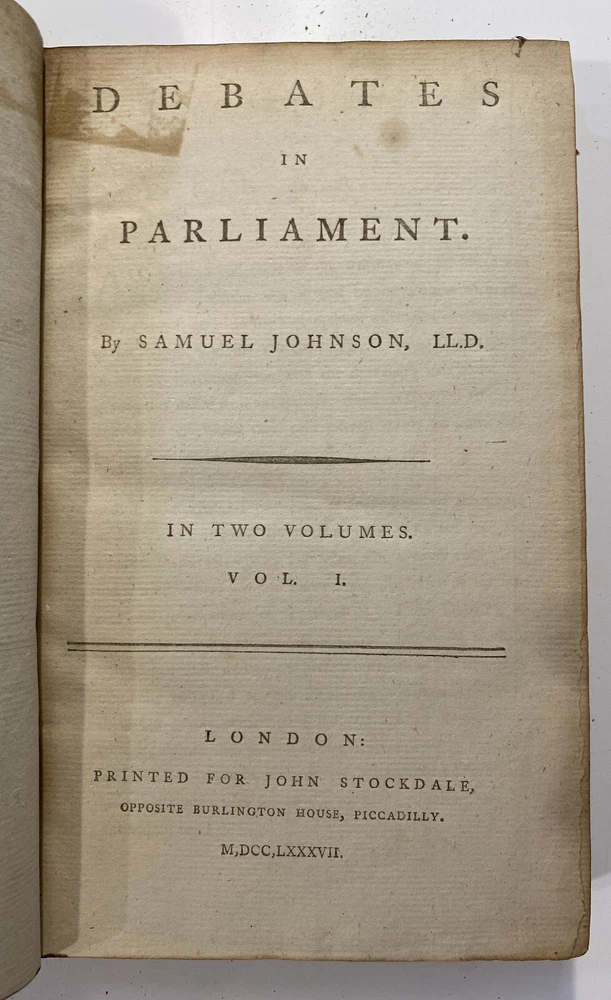 DEBATES
IN
PARLIAMENT.
By SAMUEL JOHNSON, LL.D.
IN TWO VOLUMES.
VOL. I.
LONDON:
PRINTED FOR JOHN STOCKDALE,
OPPOSITE BURLINGTON HOUSE, PICCADILLY.
M,DCC,LXXXVII.